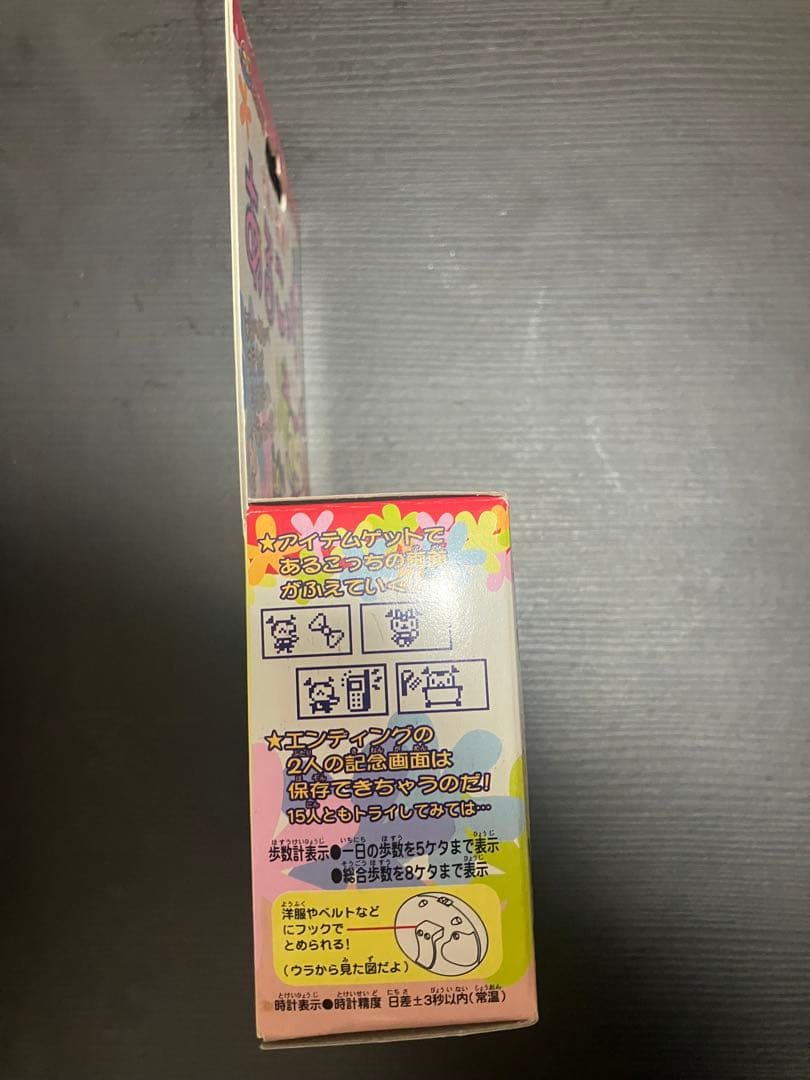 ★アイテムゲットで
あるこっちの
がふえていく
★エンディングの
2人の記念画面は
保存できちゃうのだ!
15人ともトライしてみては…
歩数計表示●一日の歩数を5ケタまで表示
●総合歩数を8ケタまで表示
洋服やベルトなど
にフックで
とめられる!
(ウラから見た図だよ)
時計表示●時計精度 日差±3秒以内(常温)